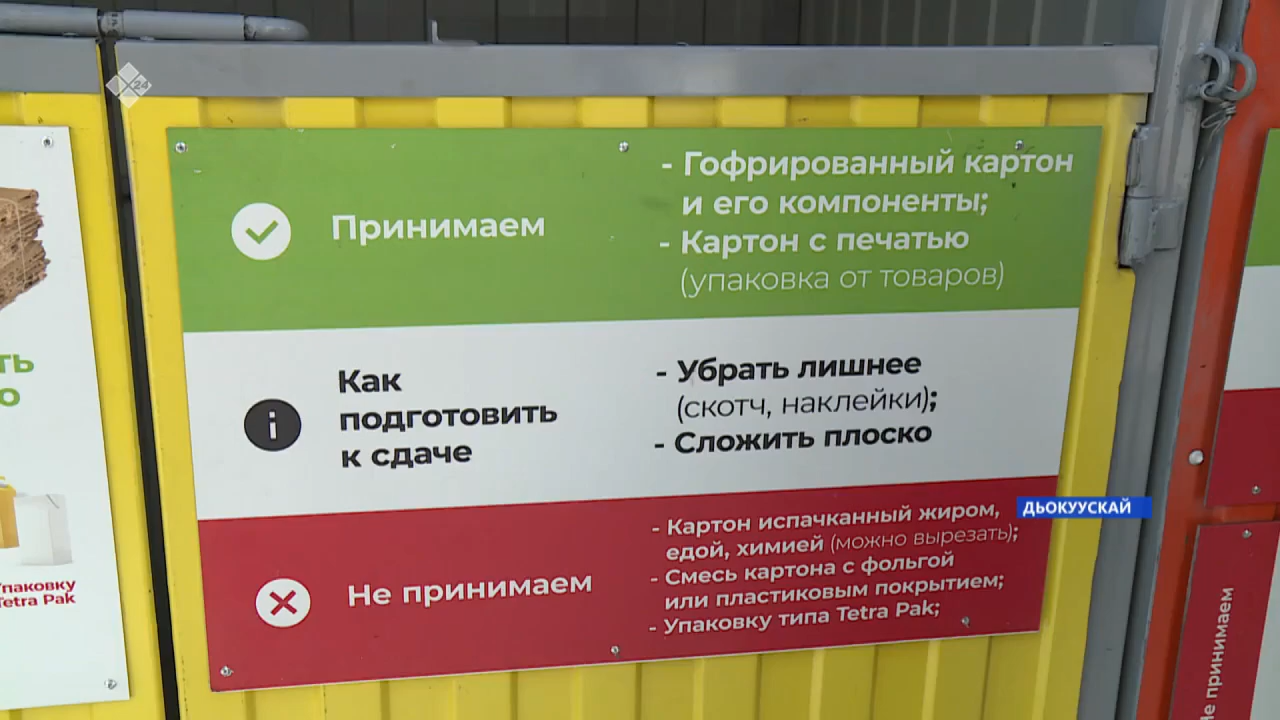 24
Принимаем
- Гофрированный картон
и его компоненты;
- Картон с печатью
(упаковка от товаров)
Как
подготовить
к сдаче
- Убрать лишнее
(скотч, наклейки);
- Сложить плоско
ДЬОКУУСКАЙ
Не принимаем
- Картон испачканный жиром,
едой, химией (можно вырезать);
- Смесь картона с фольгой
или пластиковым покрытием;
- Упаковку типа Tetra Pak;
Tetra Pak
принимаем